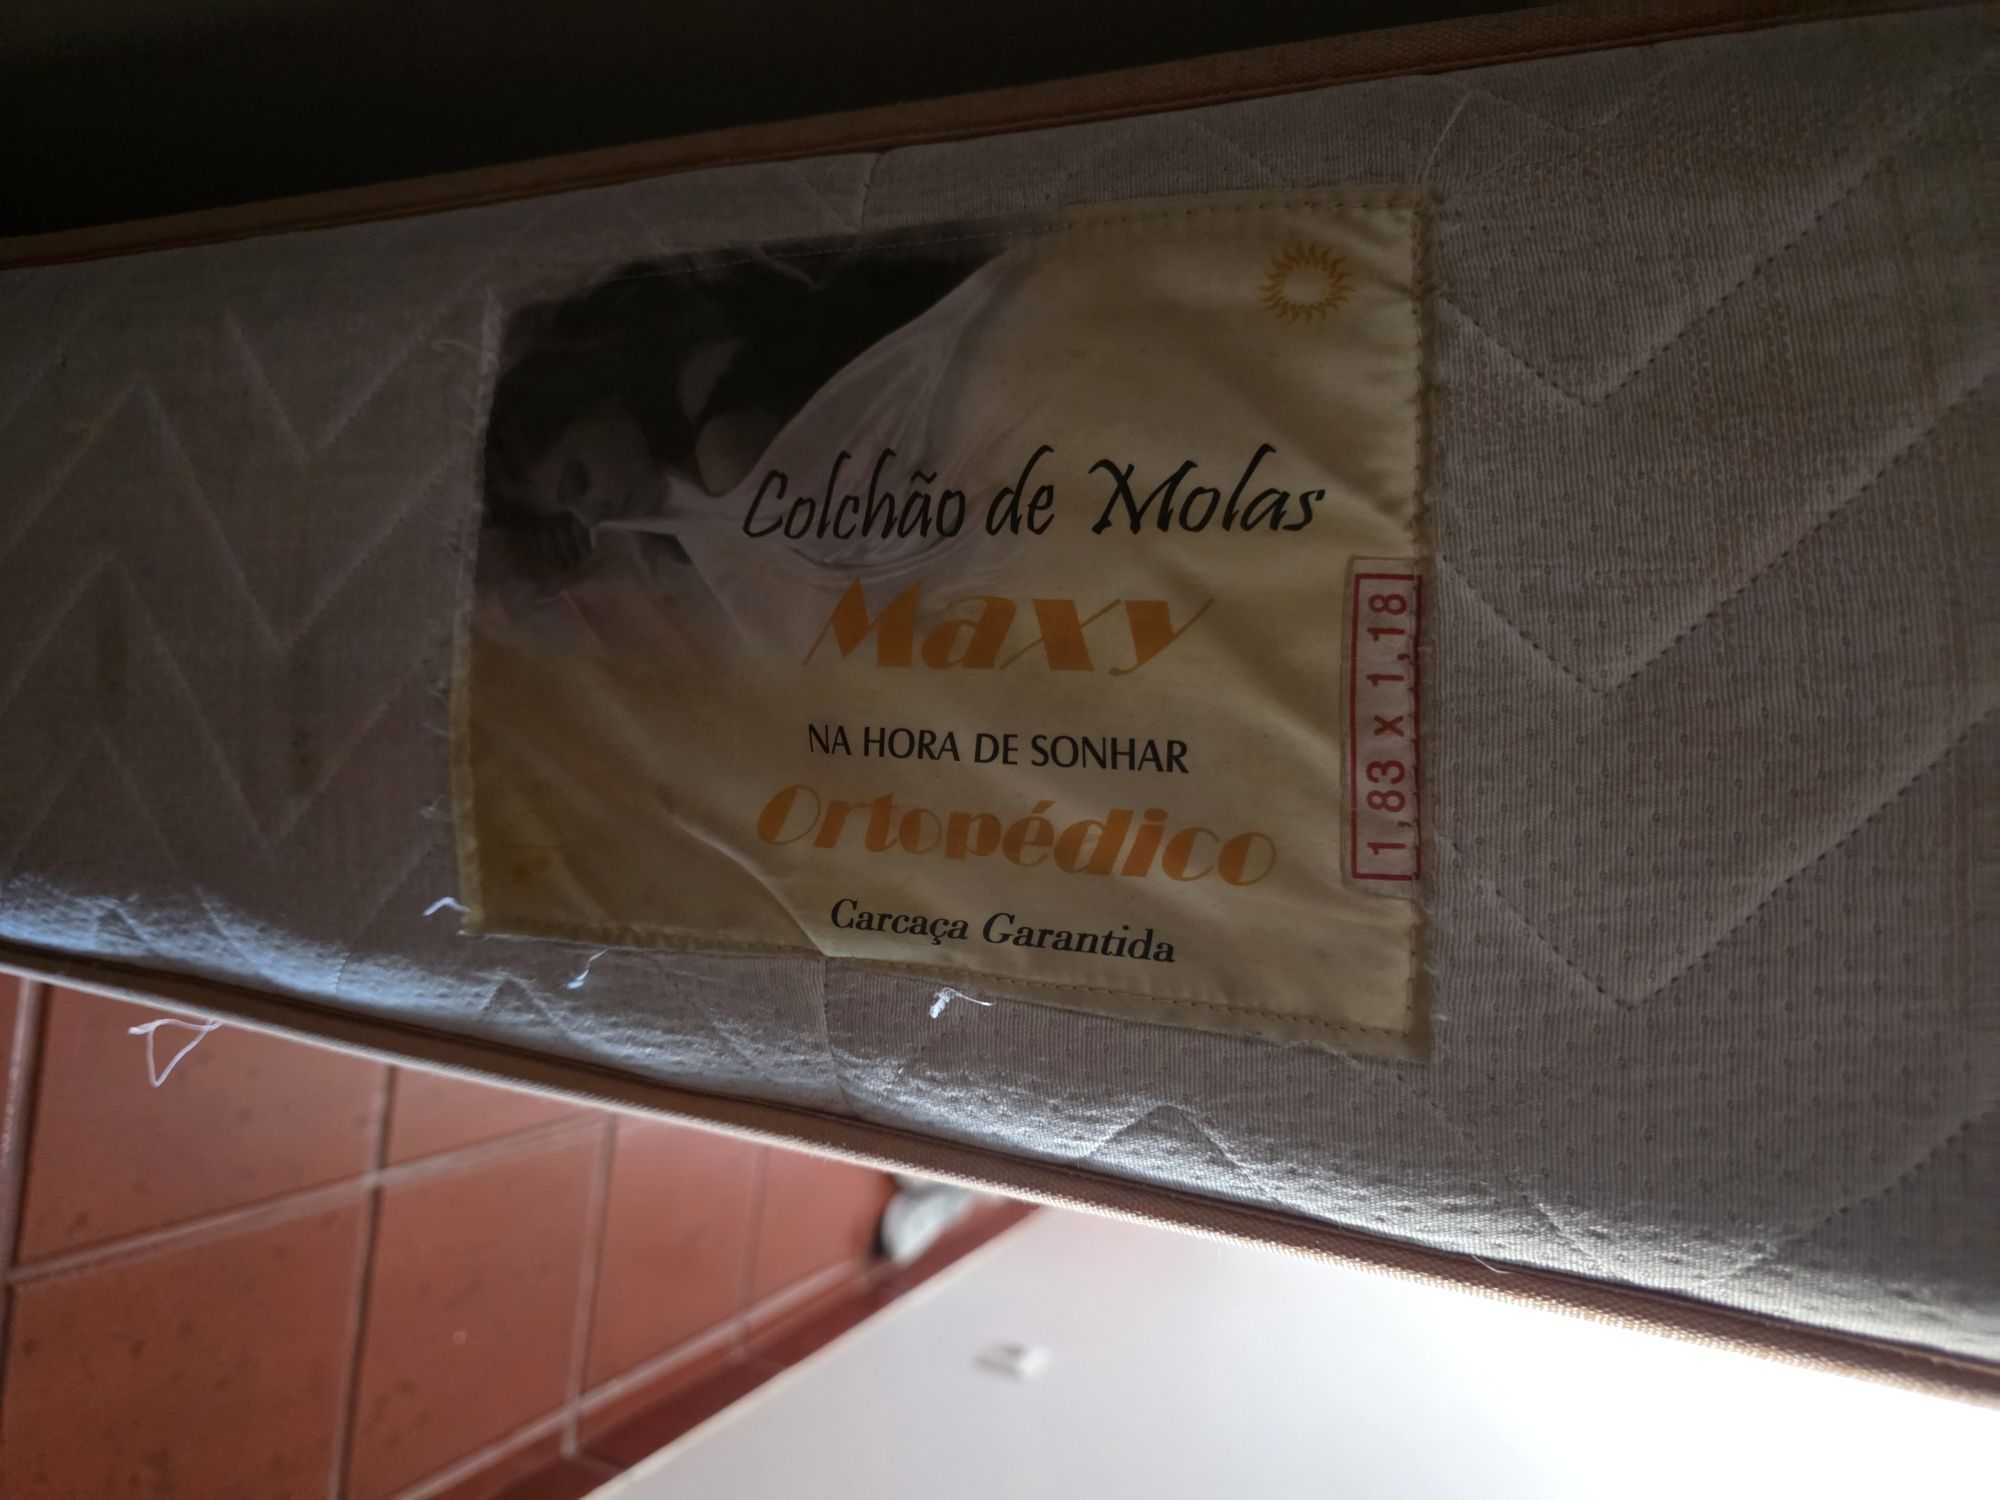 Colchão de Molas
Maxy
NA HORA DE SONHAR
Ortopédico
Carcaça Garantida
1,83 x 1,18